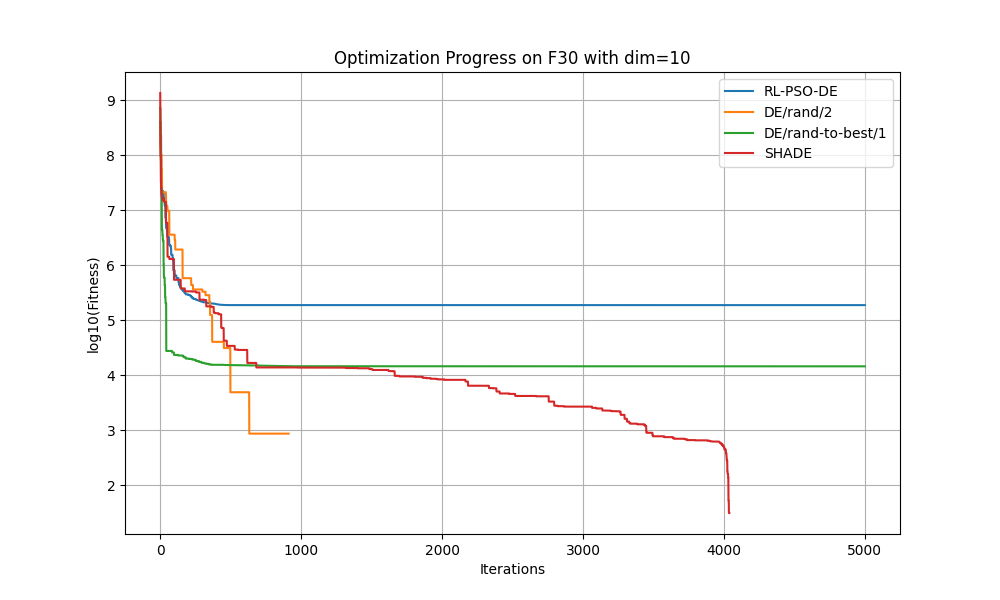 Optimization Progress on F30 with dim=10
RL-PSO-DE
DE/rand/2
DE/rand-to-best/1
SHADE
log10(Fitness)
9
8
7
6
5
4
3
2
0
1000
2000
3000
4000
5000
Iterations